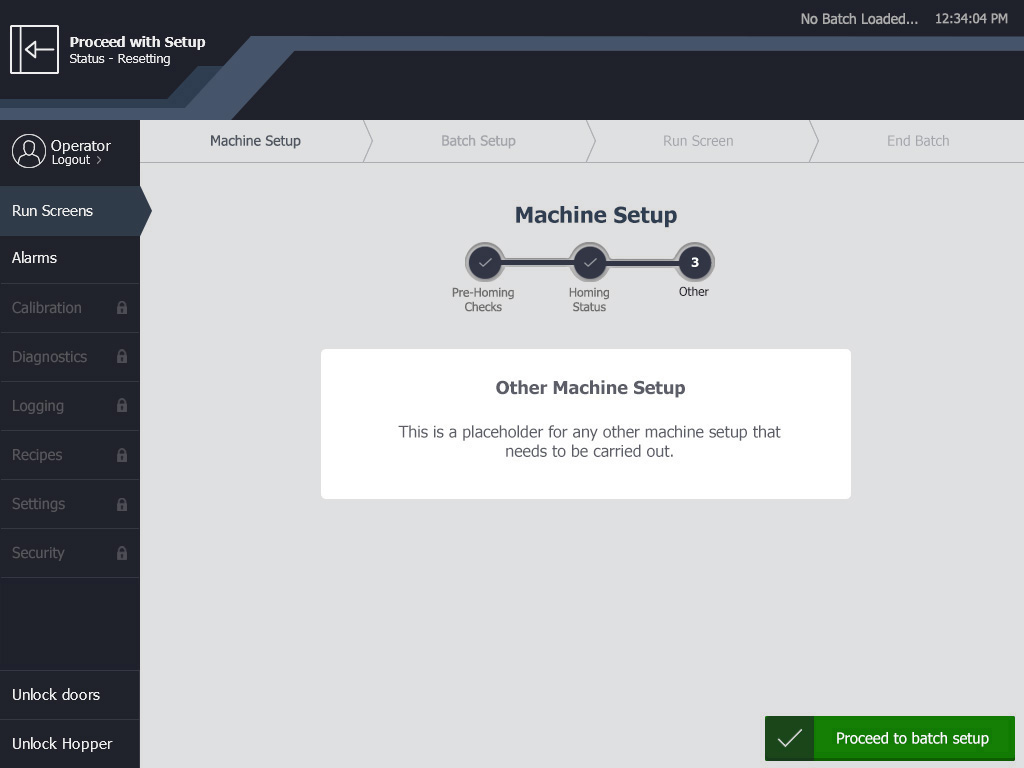 No Batch Loaded... 12:34:04 PM
Proceed with Setup
Status - Resetting
Operator
Logout >
Machine Setup
Batch Setup
Run Screen
End Batch
Run Screens
Alarms
Calibration
Diagnostics
Logging
Recipes
Settings
Security
Unlock doors
Unlock Hopper
Machine Setup
3
Pre-Homing
Checks
Homing
Status
Other
Other Machine Setup
This is a placeholder for any other machine setup that
needs to be carried out.
Proceed to batch setup